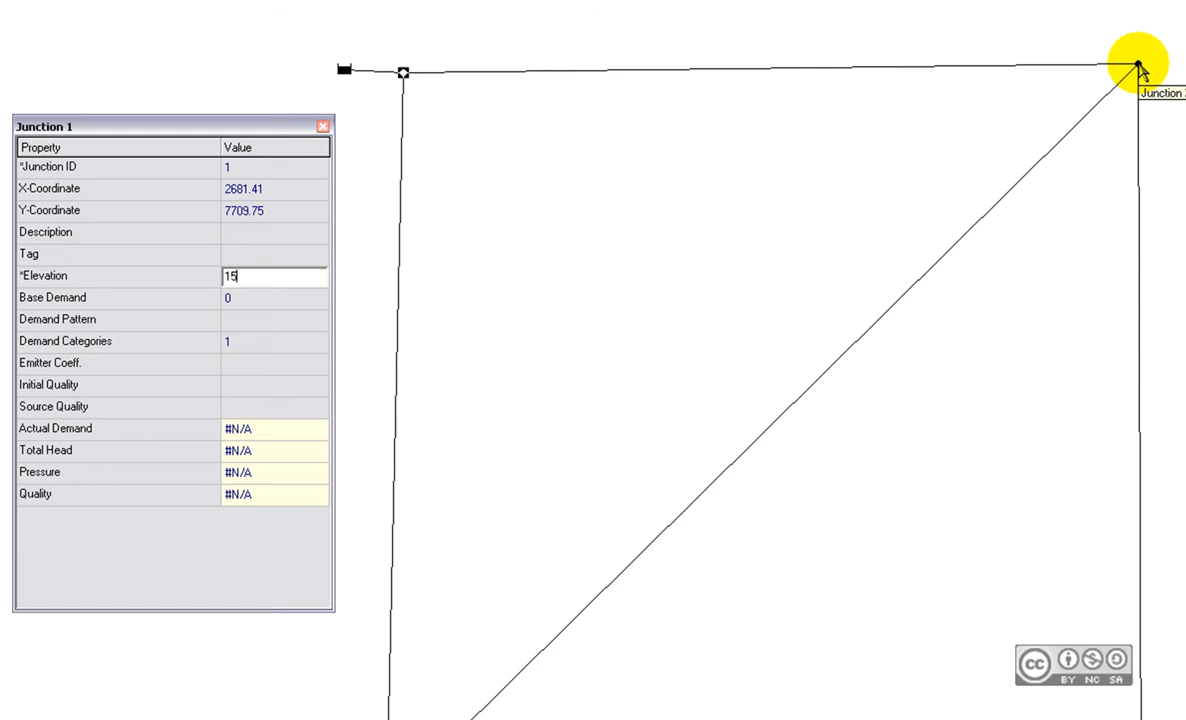 Junction 1
Property Value
*Junction ID 1
X-Coordinate 2681.41
Y-Coordinate 7709.75
Description
Tag
*Elevation 15
Base Demand 0
Demand Pattern
Demand Categories 1
Emitter Coeff.
Initial Quality
Source Quality
Actual Demand #N/A
Total Head #N/A
Pressure #N/A
Quality #N/A
Junction
cc
BY NC SA